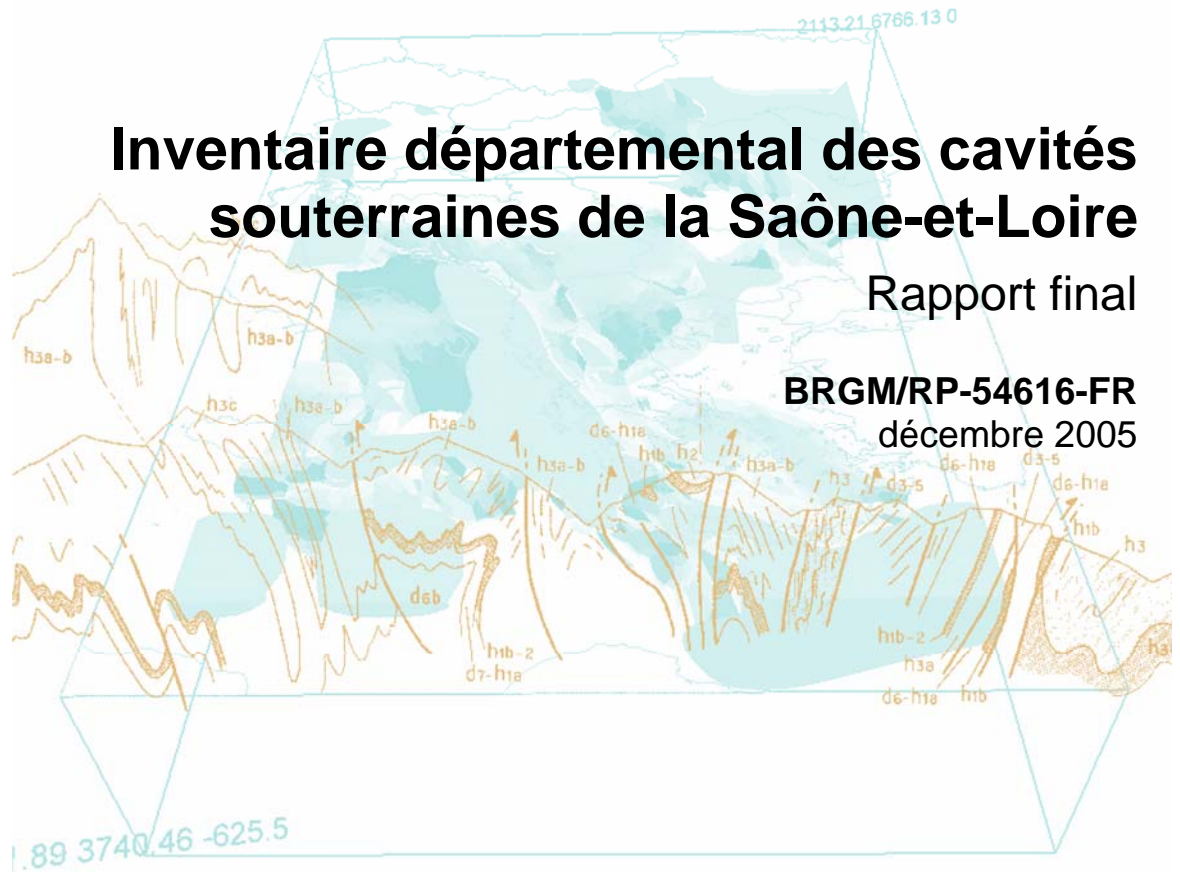 2113.21 6766.13 0
Inventaire départemental des cavités
souterraines de la Saône-et-Loire
Rapport final
BRGM/RP-54616-FR
décembre 2005
h3a-b
h3a-b
h3c
h3a-b
h3a-b
h3a-b
d6-h1a
h1b
h2
h3a-b
h3
d3-5
d6-h1a
d3-5
d6-h1a
h1b
h3
d6b
h1b-2
d7-h1a
h1b-2
h3a
d6-h1a
h1b
.89 3740.46 -625.5